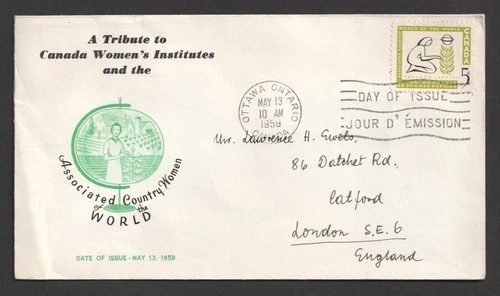 A Tribute to
Canada Women's Institutes
and the
Associated Country Women
of the
WORLD
DATE OF ISSUE - MAY 13, 1959
CANADA
5
OTTAWA ONTARIO
MAY 13
10 AM
1959
CANADA
DAY OF ISSUE
JOUR D'ÉMISSION
Mr. Lawrence H.
86 Datchet Rd.,
Catford
London S.E. 6
England